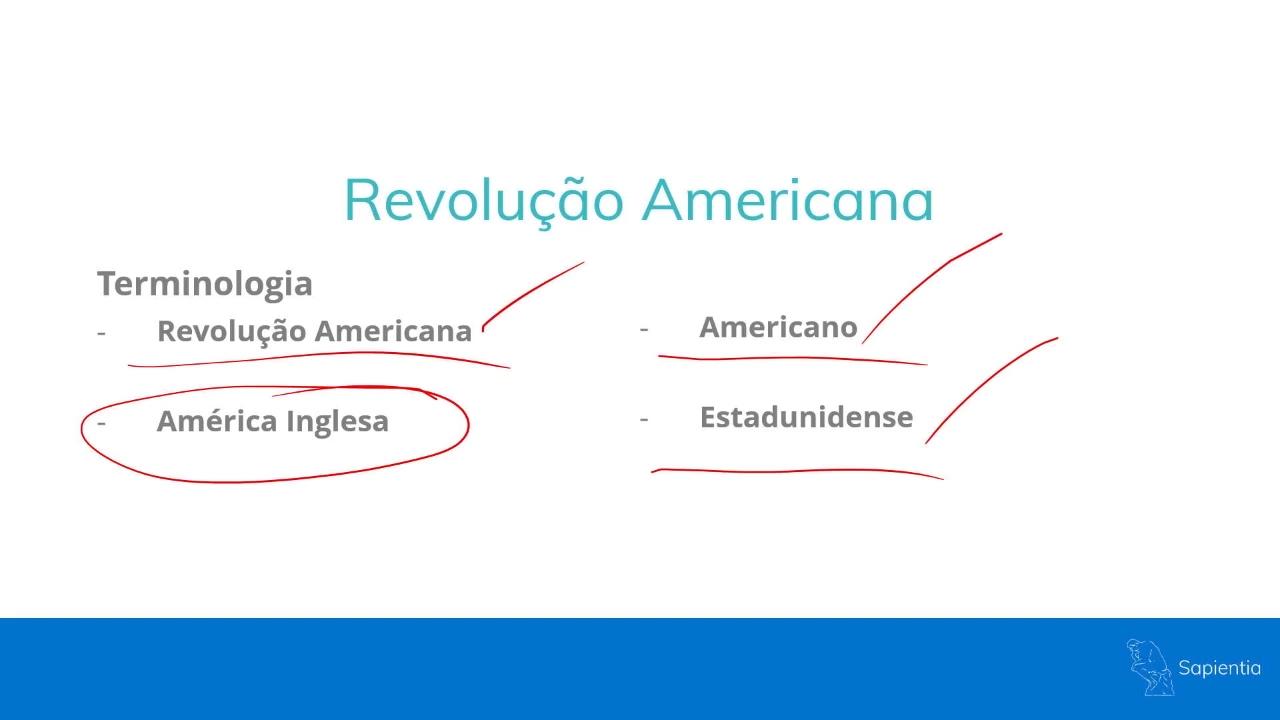 Revolução Americana
Terminologia
- Revolução Americana
- América Inglesa
- Americano
- Estadunidense
Sapientia